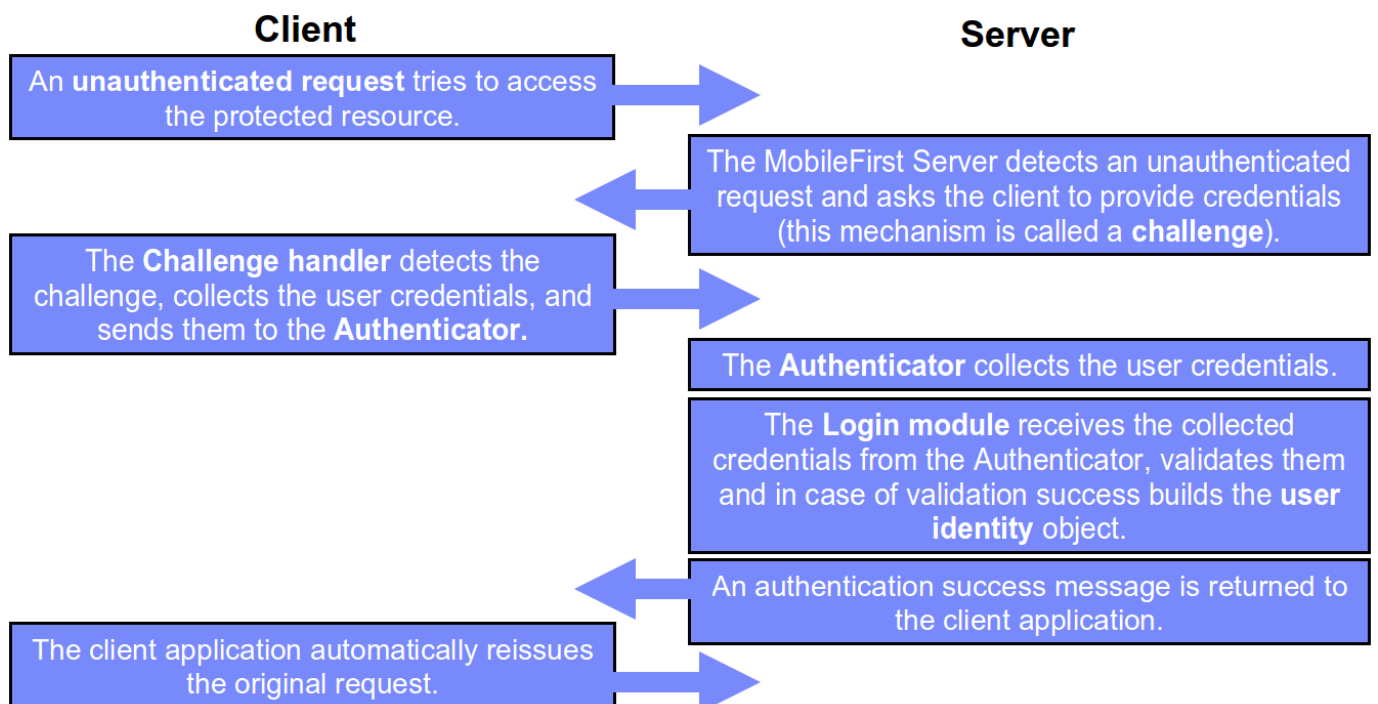 Client
Server
An unauthenticated request tries to access
the protected resource.
The MobileFirst Server detects an unauthenticated
request and asks the client to provide credentials
(this mechanism is called a challenge).
The Challenge handler detects the
challenge, collects the user credentials, and
sends them to the Authenticator.
The Authenticator collects the user credentials.
The Login module receives the collected
credentials from the Authenticator, validates them
and in case of validation success builds the user
identity object.
An authentication success message is returned to
the client application.
The client application automatically reissues
the original request.